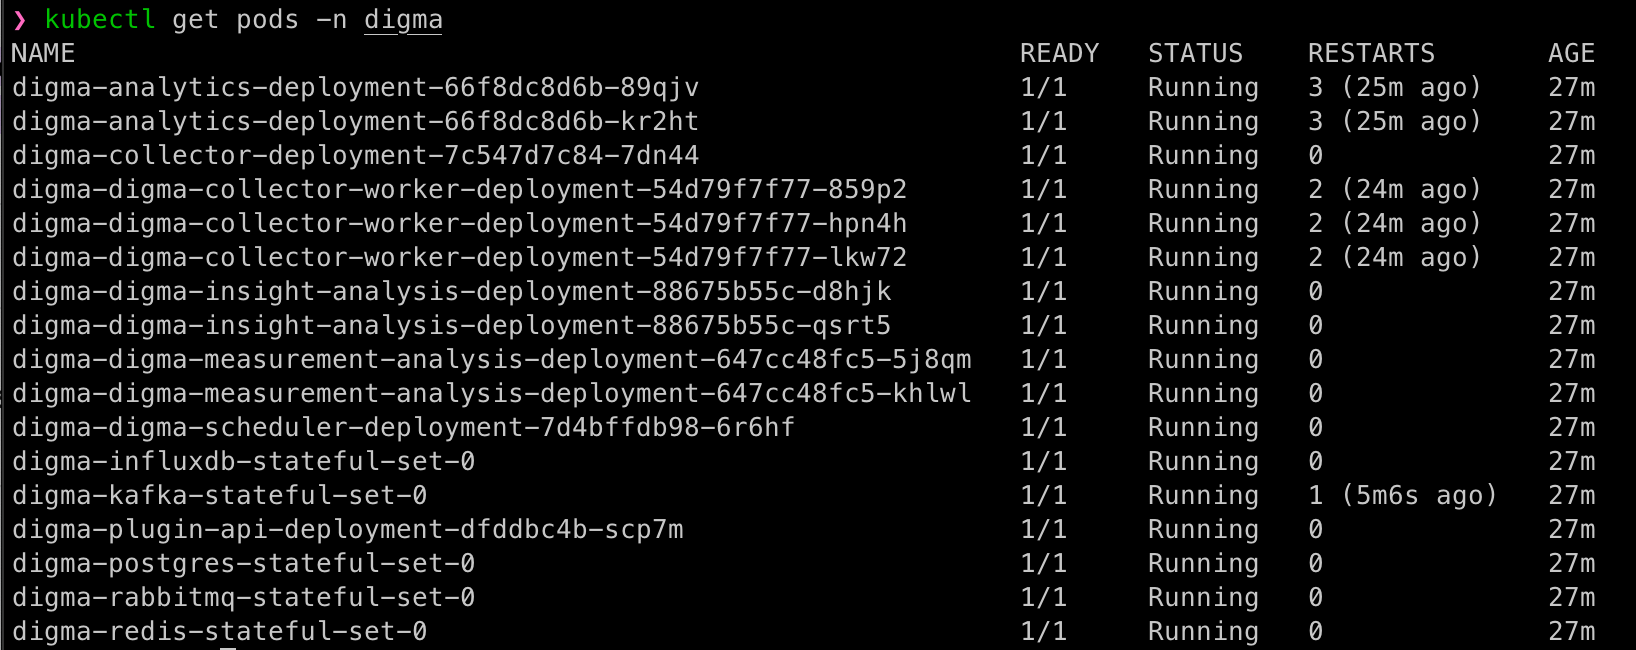 ❯ kubectl get pods -n digma
NAME READY STATUS RESTARTS AGE
digma-analytics-deployment-66f8dc8d6b-89qjv 1/1 Running 3 (25m ago) 27m
digma-analytics-deployment-66f8dc8d6b-kr2ht 1/1 Running 3 (25m ago) 27m
digma-collector-deployment-7c547d7c84-7dn44 1/1 Running 0 27m
digma-digma-collector-worker-deployment-54d79f7f77-859p2 1/1 Running 2 (24m ago) 27m
digma-digma-collector-worker-deployment-54d79f7f77-hpn4h 1/1 Running 2 (24m ago) 27m
digma-digma-collector-worker-deployment-54d79f7f77-lkw72 1/1 Running 2 (24m ago) 27m
digma-digma-insight-analysis-deployment-88675b55c-d8hjk 1/1 Running 0 27m
digma-digma-insight-analysis-deployment-88675b55c-qsrt5 1/1 Running 0 27m
digma-digma-measurement-analysis-deployment-647cc48fc5-5j8qm 1/1 Running 0 27m
digma-digma-measurement-analysis-deployment-647cc48fc5-khlwl 1/1 Running 0 27m
digma-digma-scheduler-deployment-7d4bffdb98-6r6hf 1/1 Running 0 27m
digma-influxdb-stateful-set-0 1/1 Running 0 27m
digma-kafka-stateful-set-0 1/1 Running 1 (5m6s ago) 27m
digma-plugin-api-deployment-dfddbc4b-scp7m 1/1 Running 0 27m
digma-postgres-stateful-set-0 1/1 Running 0 27m
digma-rabbitmq-stateful-set-0 1/1 Running 0 27m
digma-redis-stateful-set-0 1/1 Running 0 27m